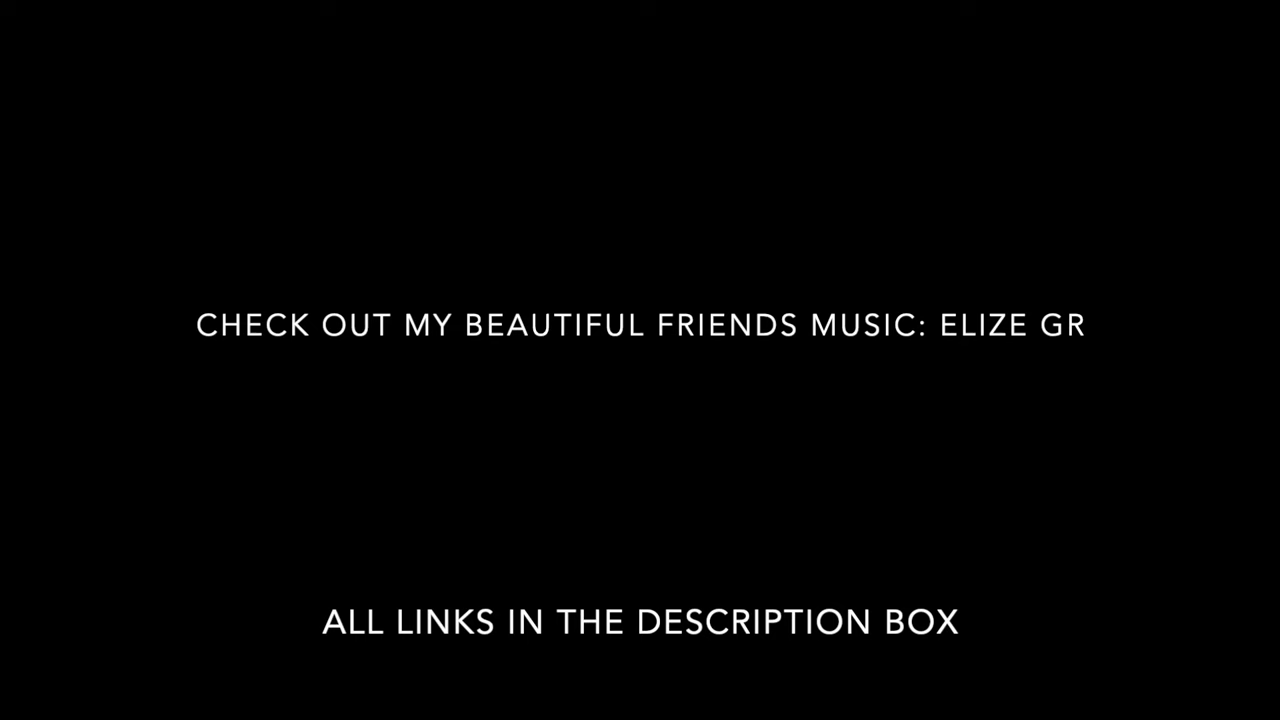 CHECK OUT MY BEAUTIFUL FRIENDS MUSIC: ELIZE GR
ALL LINKS IN THE DESCRIPTION BOX